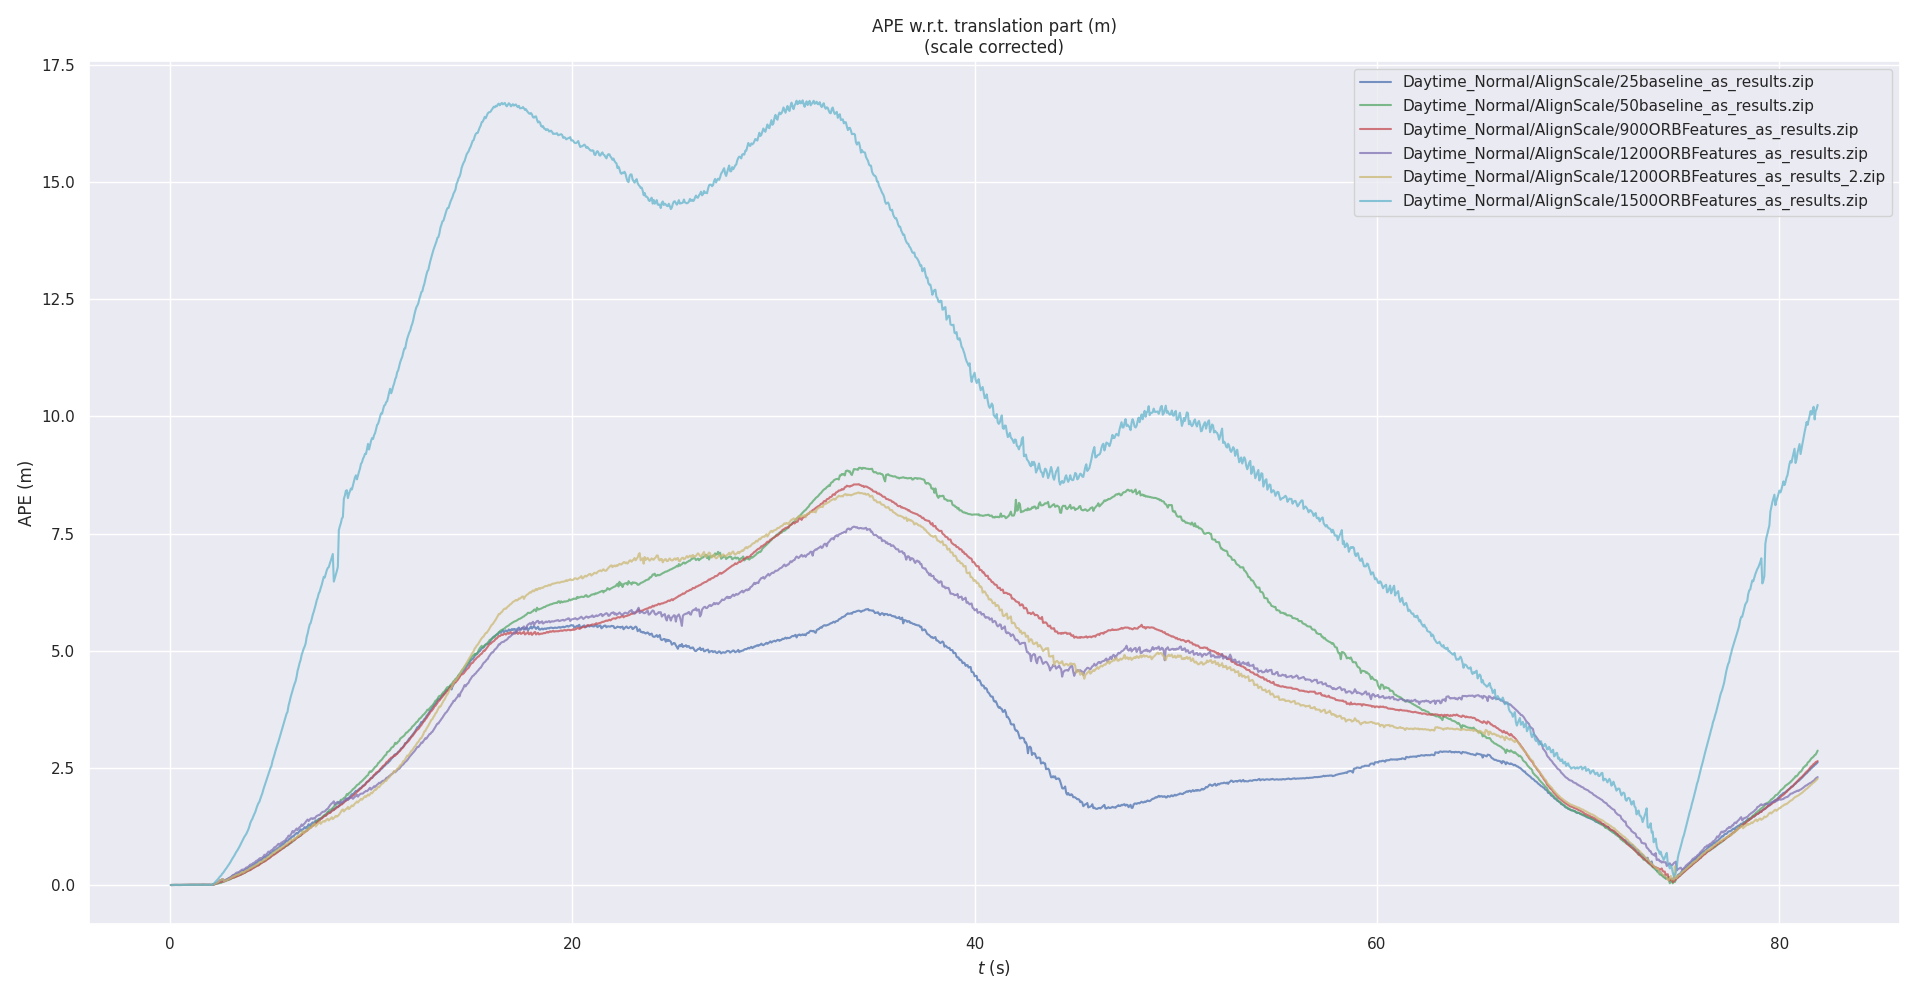 APE w.r.t. translation part (m)
(scale corrected)
17.5
15.0
12.5
10.0
7.5
5.0
2.5
0.0
APE (m)
Daytime_Normal/AlignScale/25baseline_as_results.zip
Daytime_Normal/AlignScale/50baseline_as_results.zip
Daytime_Normal/AlignScale/900ORBFeatures_as_results.zip
Daytime_Normal/AlignScale/1200ORBFeatures_as_results.zip
Daytime_Normal/AlignScale/1200ORBFeatures_as_results_2.zip
Daytime_Normal/AlignScale/1500ORBFeatures_as_results.zip
0 20 40 60 80
t (s)